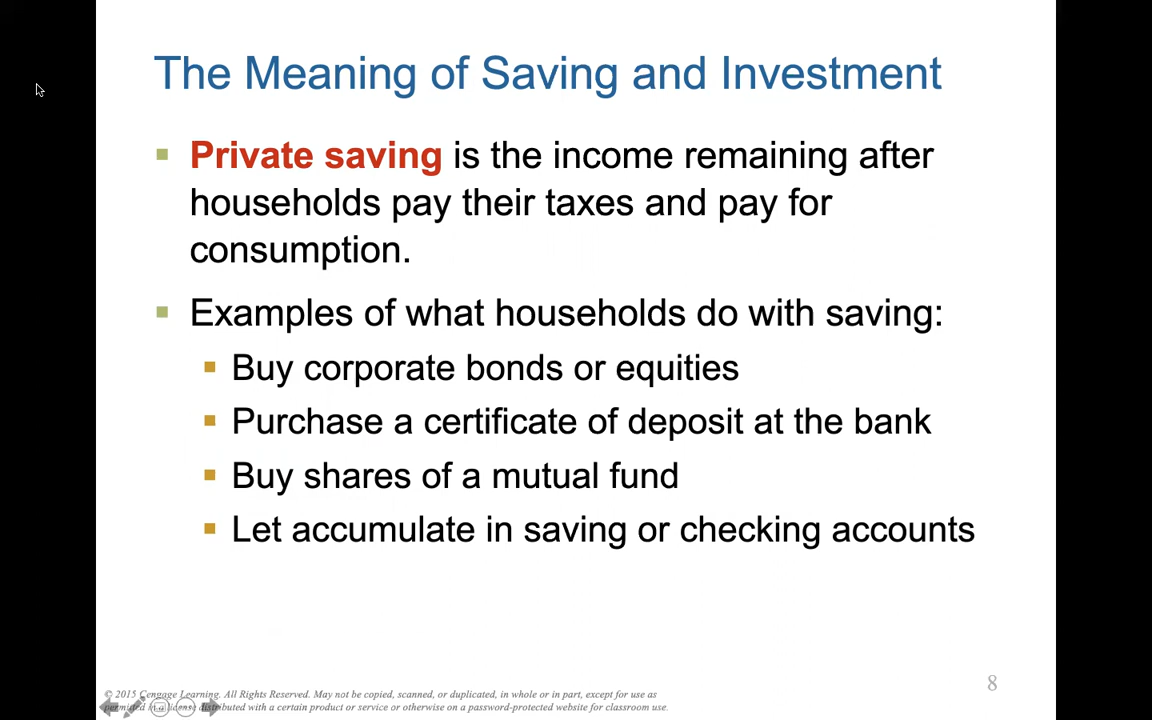 The Meaning of Saving and Investment
Private saving is the income remaining after
households pay their taxes and pay for
consumption.
Examples of what households do with saving:
Buy corporate bonds or equities
Purchase a certificate of deposit at the bank
Buy shares of a mutual fund
Let accumulate in saving or checking accounts
© 2015 Cengage Learning. All Rights Reserved. May not be copied, scanned, or duplicated, in whole or in part, except for use as
permitted in a license distributed with a certain product or service or otherwise on a password-protected website for classroom use.
8